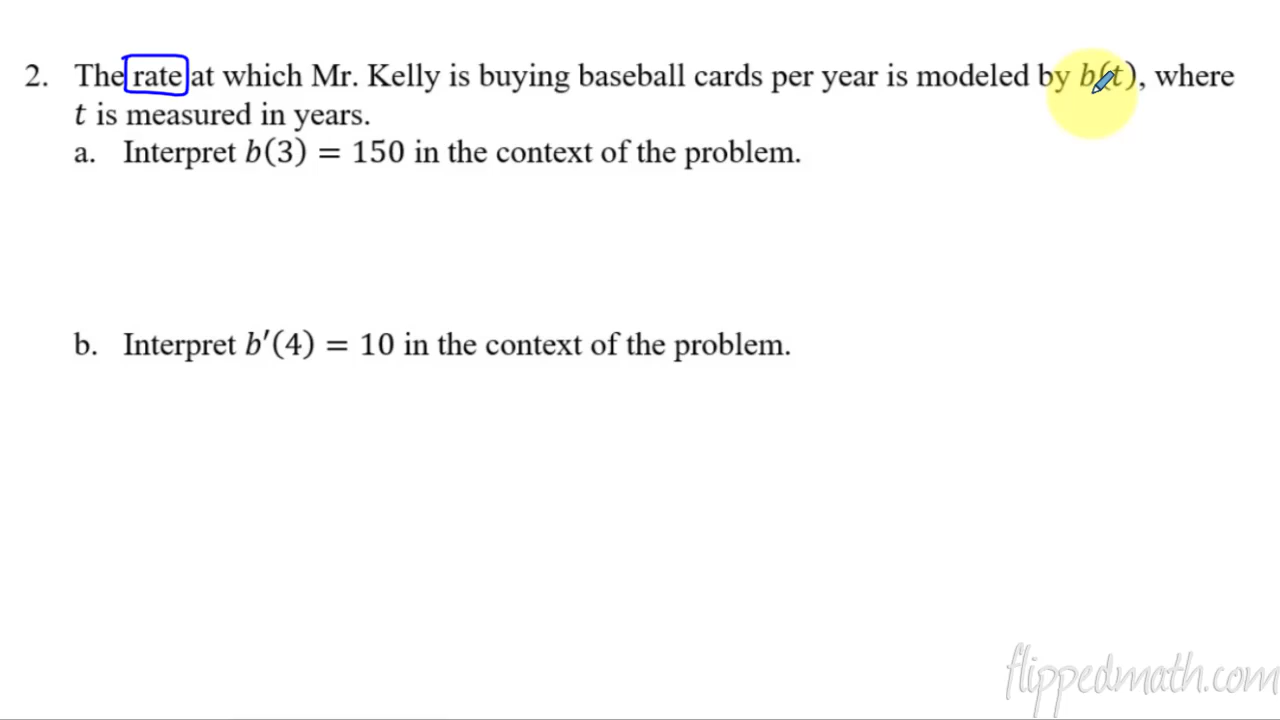 2. The rate at which Mr. Kelly is buying baseball cards per year is modeled by b(t), where
t is measured in years.
a. Interpret b(3) = 150 in the context of the problem.
b. Interpret b′(4) = 10 in the context of the problem.
flippedmath.com